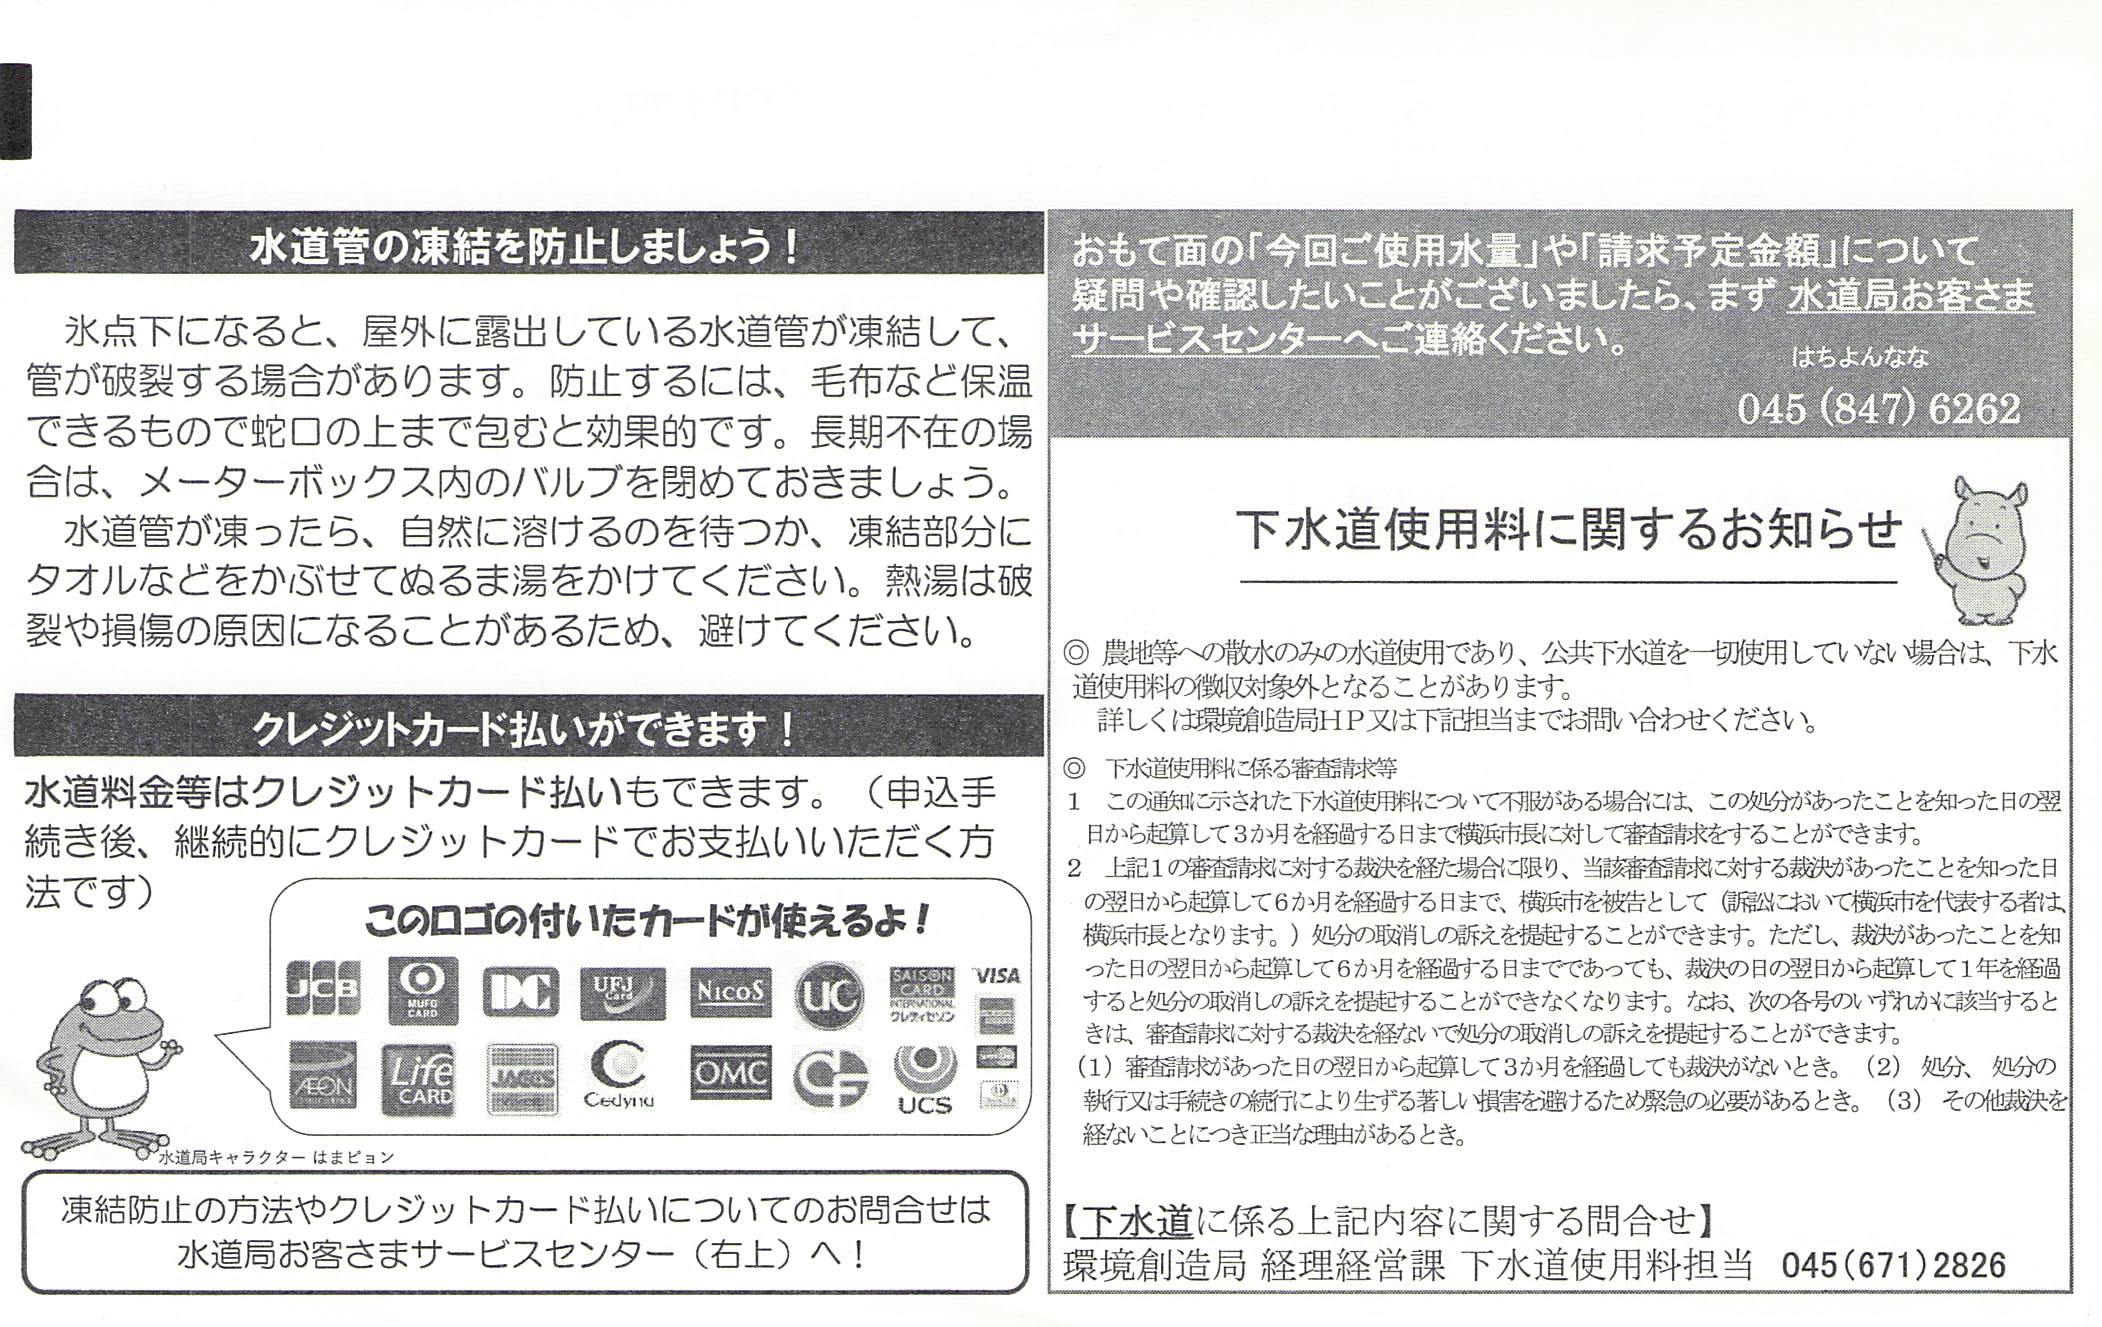 水道管の凍結を防止しましょう！
氷点下になると、屋外に露出している水道管が凍結して、
管が破裂する場合があります。防止するには、毛布など保温
できるもので蛇口の上まで包むと効果的です。長期不在の場
合は、メーターボックス内のバルブを閉めておきましょう。
水道管が凍ったら、自然に溶けるのを待つか、凍結部分に
タオルなどをかぶせてぬるま湯をかけてください。熱湯は破
裂や損傷の原因になることがあるため、避けてください。
クレジットカード払いができます！
水道料金等はクレジットカード払いもできます。（申込手
続き後、継続的にクレジットカードでお支払いいただく方
法です）
このロゴの付いたカードが使えるよ！
JCB
MUFG
CARD
DC
UFJ
Card
NICOS
UC
SAISON
CARD
INTERNATIONAL
クレディセゾン
VISA
ÆON
Life
CARD
JACCS
Cedyna
OMC
CF
UCS
水道局キャラクター はまピョン
凍結防止の方法やクレジットカード払いについてのお問合せは
水道局お客さまサービスセンター（右上）へ！
おもて面の「今回ご使用水量」や「請求予定金額」について
疑問や確認したいことがございましたら、まず 水道局お客さま
サービスセンターへご連絡ください。
はちよんなな
045（847）6262
下水道使用料に関するお知らせ
◎ 農地等への散水のみの水道使用であり、公共下水道を一切使用していない場合は、下水
道使用料の徴収対象外となることがあります。
詳しくは環境創造局ＨＰ又は下記担当までお問い合わせください。
◎ 下水道使用料に係る審査請求等
１ この通知に示された下水道使用料について不服がある場合には、この処分があったことを知った日の翌
日から起算して３か月を経過する日まで横浜市長に対して審査請求をすることができます。
２ 上記１の審査請求に対する裁決を経た場合に限り、当該審査請求に対する裁決があったことを知った日
の翌日から起算して６か月を経過する日まで、横浜市を被告として（訴訟において横浜市を代表する者は、
横浜市長となります。）処分の取消しの訴えを提起することができます。ただし、裁決があったことを知
った日の翌日から起算して６か月を経過する日までであっても、裁決の日の翌日から起算して１年を経過
すると処分の取消しの訴えを提起することができなくなります。なお、次の各号のいずれかに該当すると
きは、審査請求に対する裁決を経ないで処分の取消しの訴えを提起することができます。
（１）審査請求があった日の翌日から起算して３か月を経過しても裁決がないとき。（２） 処分、処分の
執行又は手続きの続行により生ずる著しい損害を避けるため緊急の必要があるとき。（３） その他裁決を
経ないことにつき正当な理由があるとき。
【下水道に係る上記内容に関する問合せ】
環境創造局 経理経営課 下水道使用料担当 045(671)2826